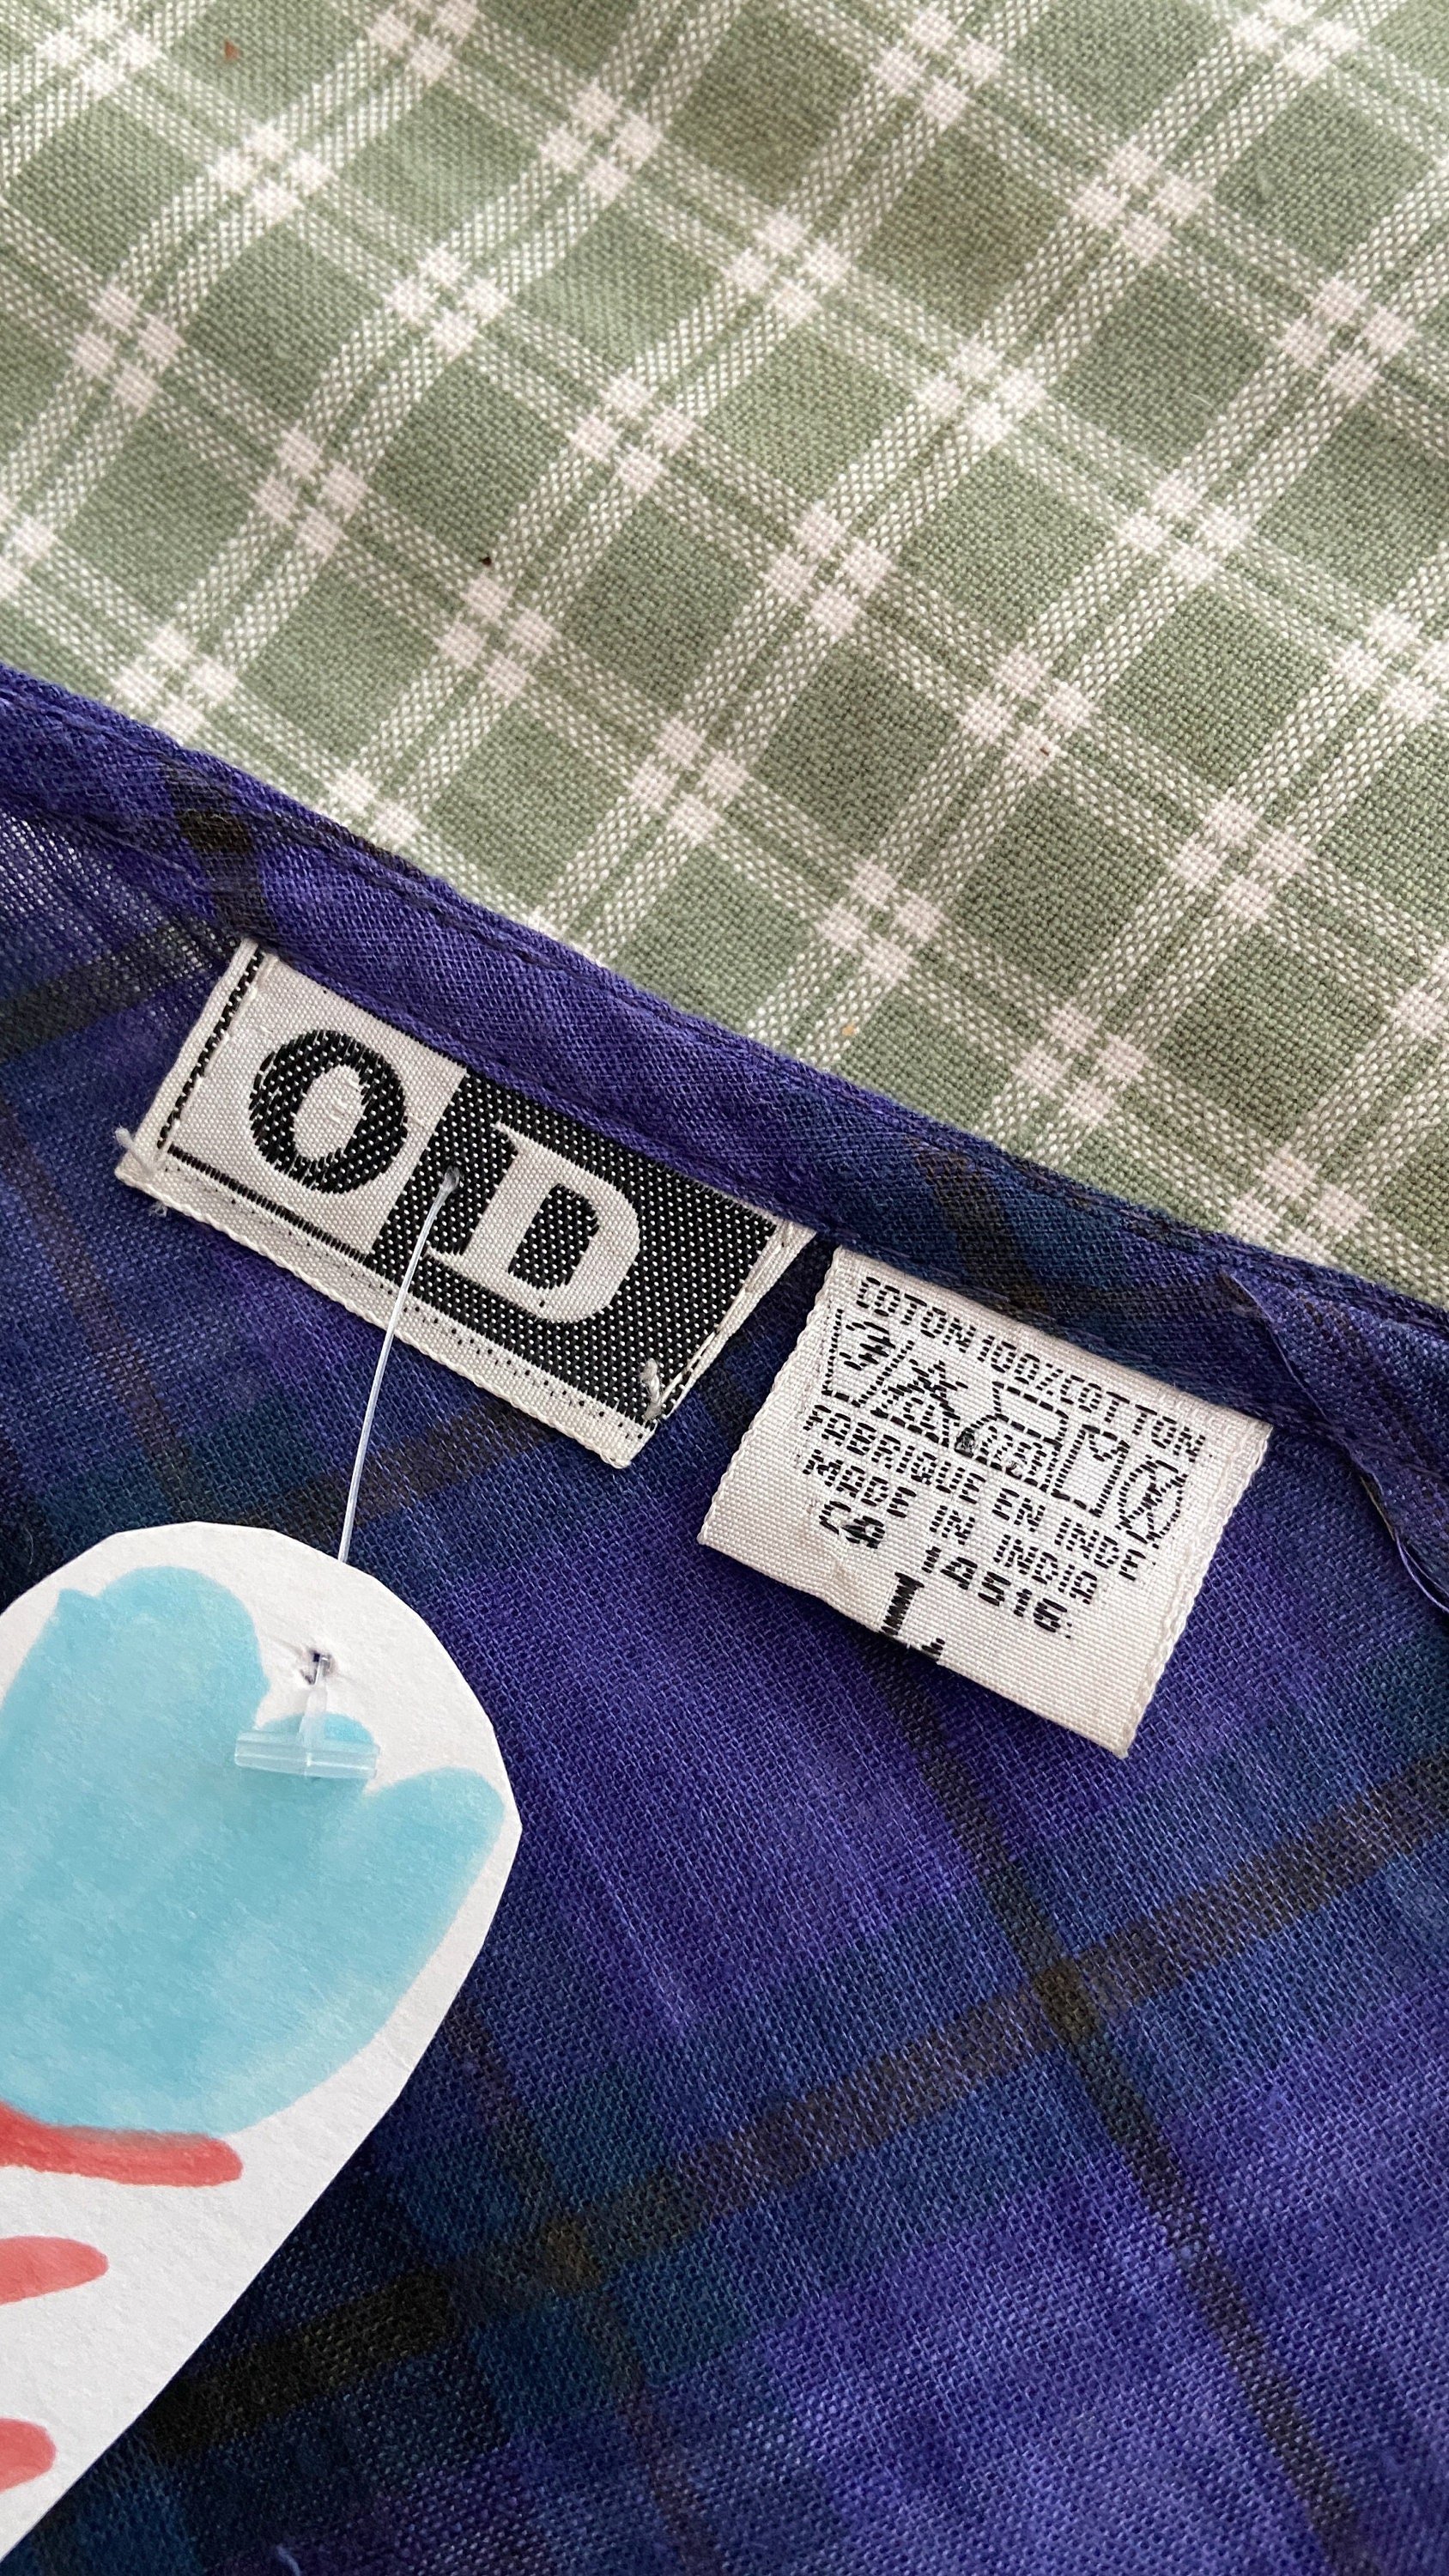 OD
COTON 100% COTTON
FABRIQUE EN INDE
MADE IN INDIA
CA 14516
L